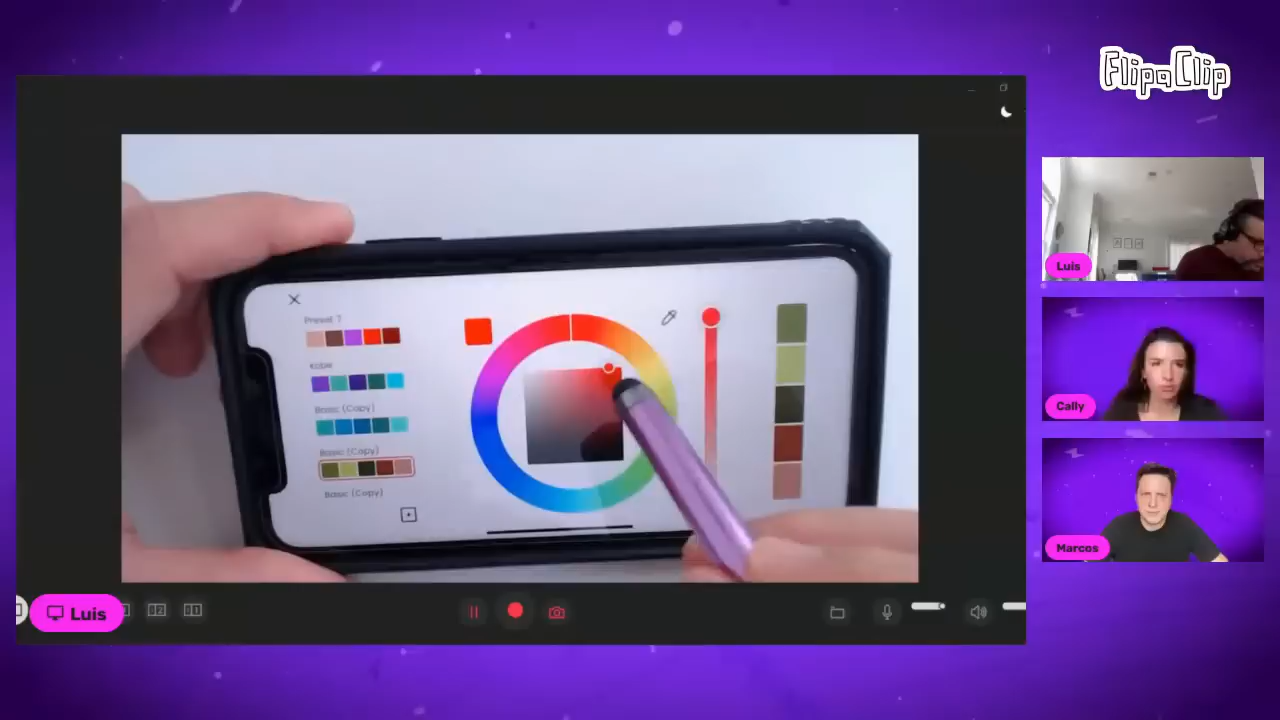 FlipaClip
Preset 7
Kobe
Basic (Copy)
Basic (Copy)
Basic (Copy)
Luis
Cally
Marcos
Luis